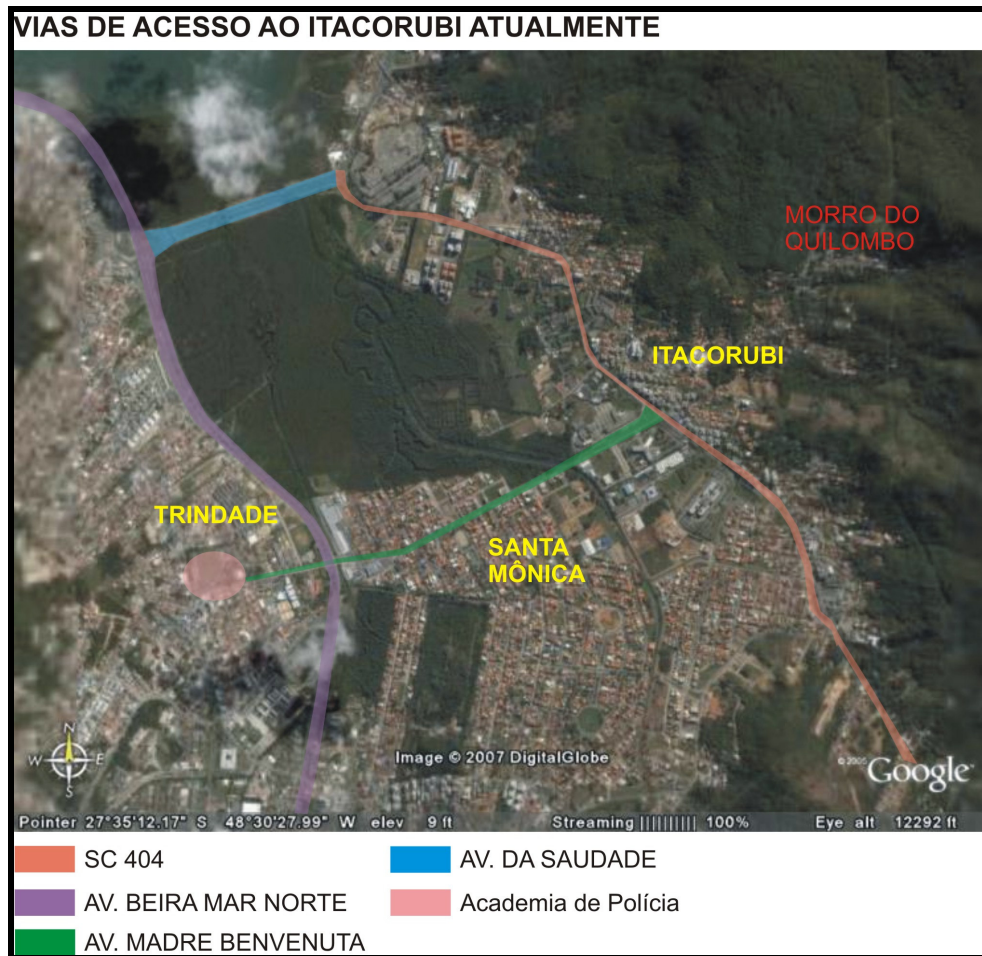 VIAS DE ACESSO AO ITACORUBI ATUALMENTE
MORRO DO
QUILOMBO
ITACORUBI
TRINDADE
SANTA
MÔNICA
N
W
E
S
Image © 2007 DigitalGlobe
© 2005 Google™
Pointer 27°35'12.17" S 48°30'27.99" W elev 9 ft Streaming |||||||||| 100% Eye alt 12292 ft
SC 404
AV. DA SAUDADE
AV. BEIRA MAR NORTE
Academia de Polícia
AV. MADRE BENVENUTA